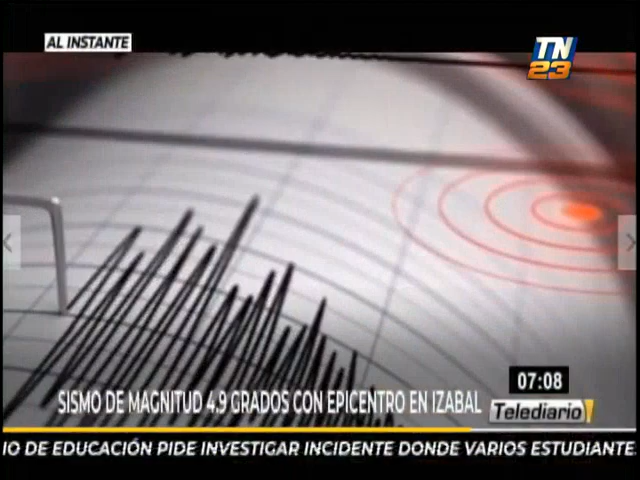 AL INSTANTE
TN
23
07:08
SISMO DE MAGNITUD 4.9 GRADOS CON EPICENTRO EN IZABAL
Telediario
IO DE EDUCACIÓN PIDE INVESTIGAR INCIDENTE DONDE VARIOS ESTUDIANTE